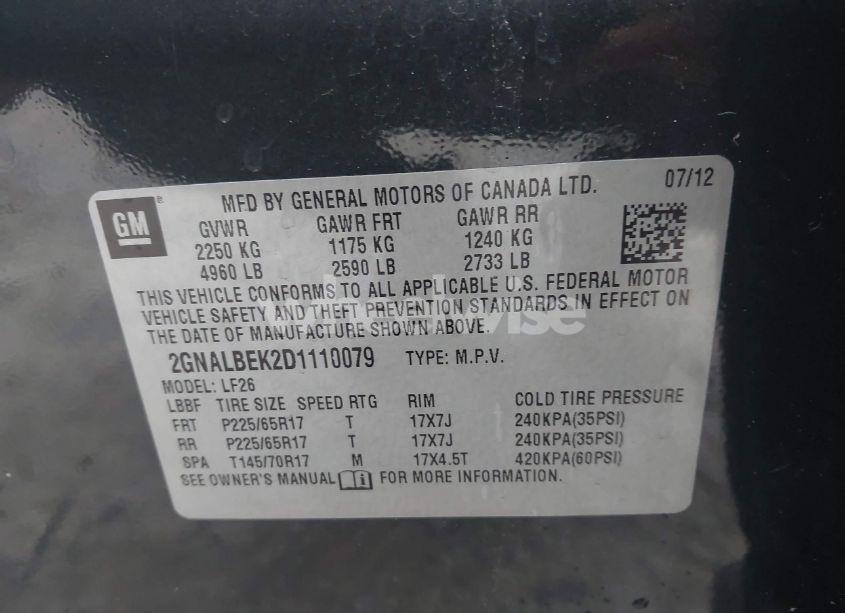 GM ®
MFD BY GENERAL MOTORS OF CANADA LTD. 07/12
GVWR GAWR FRT GAWR RR
2250 KG 1175 KG 1240 KG
4960 LB 2590 LB 2733 LB
THIS VEHICLE CONFORMS TO ALL APPLICABLE U.S. FEDERAL MOTOR
VEHICLE SAFETY AND THEFT PREVENTION STANDARDS IN EFFECT ON
THE DATE OF MANUFACTURE SHOWN ABOVE.
2GNALBEK2D1110079 TYPE: M.P.V.
MODEL: LF26
LBBF TIRE SIZE SPEED RTG RIM COLD TIRE PRESSURE
FRT P225/65R17 T 17X7J 240KPA(35PSI)
RR P225/65R17 T 17X7J 240KPA(35PSI)
SPA T145/70R17 M 17X4.5T 420KPA(60PSI)
SEE OWNER'S MANUAL FOR MORE INFORMATION.